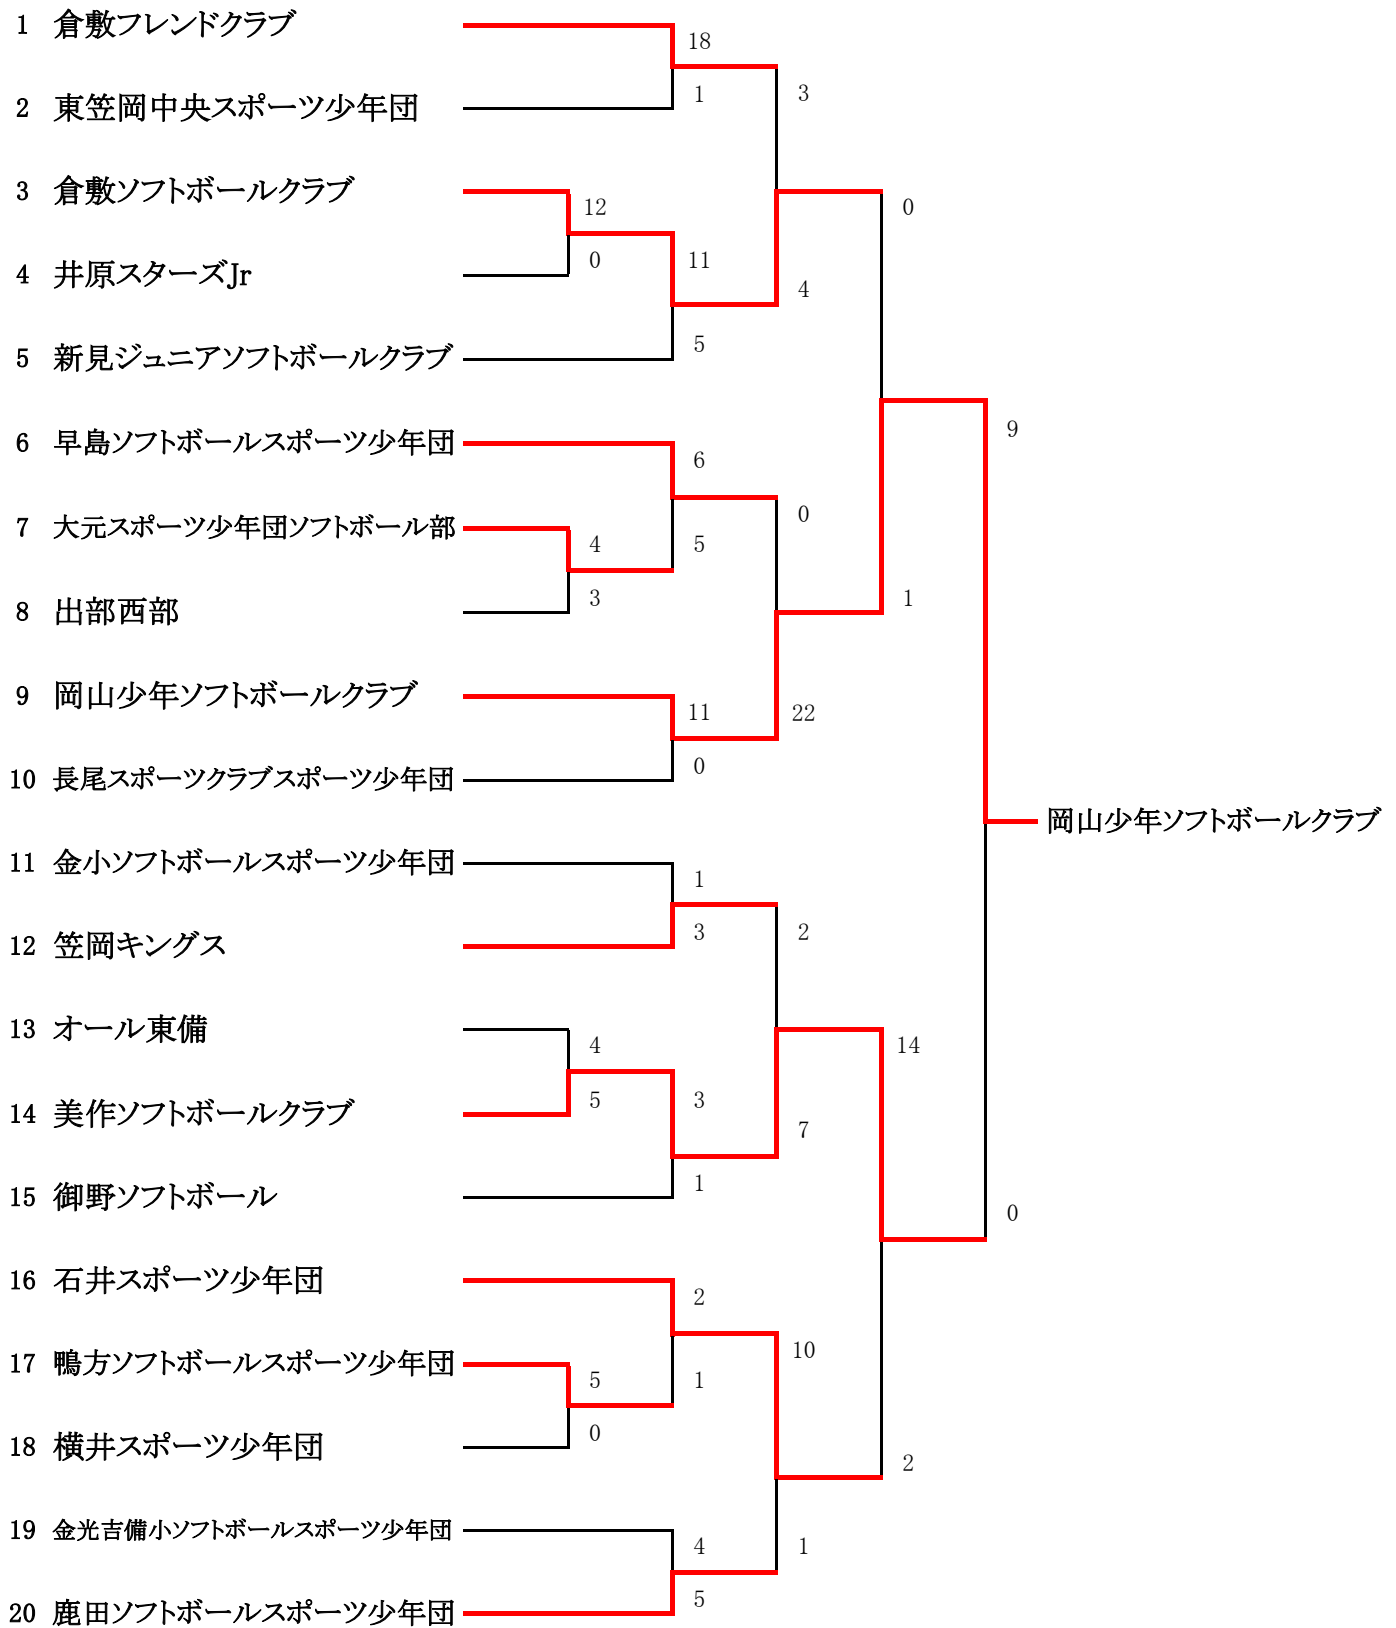 1 倉敷フレンドクラブ
18
3
1
2 東笠岡中央スポーツ少年団
3 倉敷ソフトボールクラブ
12
0
0
11
4 井原スターズJr
4
5
5 新見ジュニアソフトボールクラブ
9
6 早島ソフトボールスポーツ少年団
6
0
7 大元スポーツ少年団ソフトボール部
4
5
3
1
8 出部西部
9 岡山少年ソフトボールクラブ
11
22
0
10 長尾スポーツクラブスポーツ少年団
岡山少年ソフトボールクラブ
11 金小ソフトボールスポーツ少年団
1
3
2
12 笠岡キングス
13 オール東備
4
14
5
3
14 美作ソフトボールクラブ
7
1
15 御野ソフトボール
0
16 石井スポーツ少年団
2
10
17 鴨方ソフトボールスポーツ少年団
5
1
0
18 横井スポーツ少年団
2
19 金光吉備小ソフトボールスポーツ少年団
4
1
5
20 鹿田ソフトボールスポーツ少年団